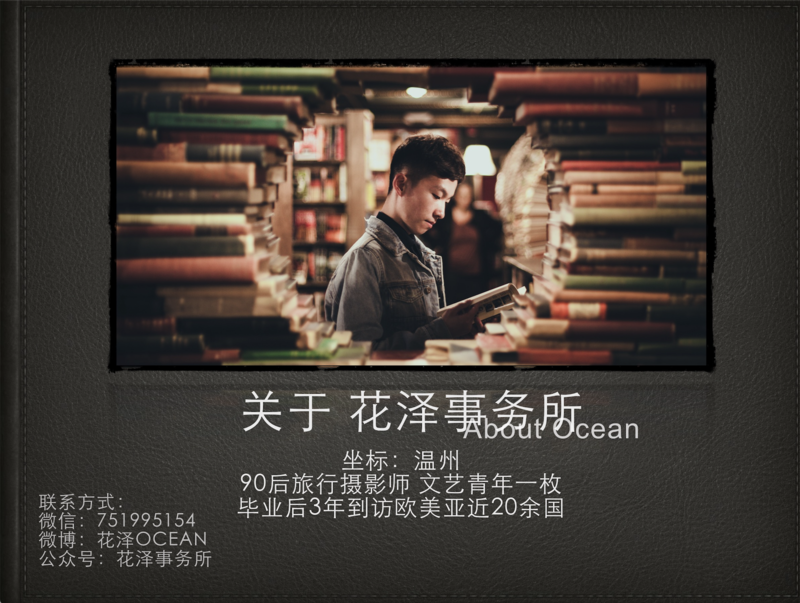 关于 花泽事务所
About Ocean
坐标：温州
90后旅行摄影师 文艺青年一枚
毕业后3年到访欧美亚近20余国
联系方式：
微信：751995154
微博：花泽OCEAN
公众号：花泽事务所